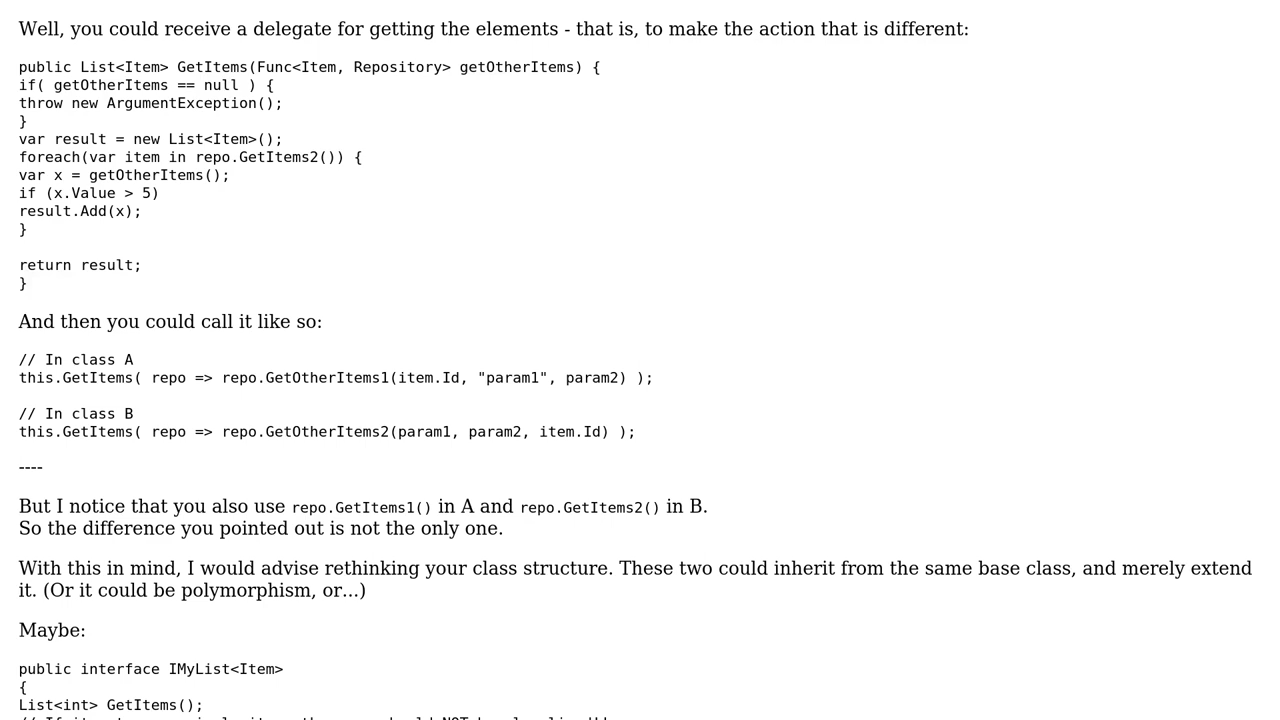 Well, you could receive a delegate for getting the elements - that is, to make the action that is different:
public List<Item> GetItems(Func<Item, Repository> getOtherItems) {
if( getOtherItems == null ) {
throw new ArgumentException();
}
var result = new List<Item>();
foreach(var item in repo.GetItems2()) {
var x = getOtherItems();
if (x.Value > 5)
result.Add(x);
}
return result;
}
And then you could call it like so:
// In class A
this.GetItems( repo => repo.GetOtherItems1(item.Id, "param1", param2) );
// In class B
this.GetItems( repo => repo.GetOtherItems2(param1, param2, item.Id) );
----
But I notice that you also use repo.GetItems1() in A and repo.GetItems2() in B.
So the difference you pointed out is not the only one.
With this in mind, I would advise rethinking your class structure. These two could inherit from the same base class, and merely extend
it. (Or it could be polymorphism, or...)
Maybe:
public interface IMyList<Item>
{
List<int> GetItems();